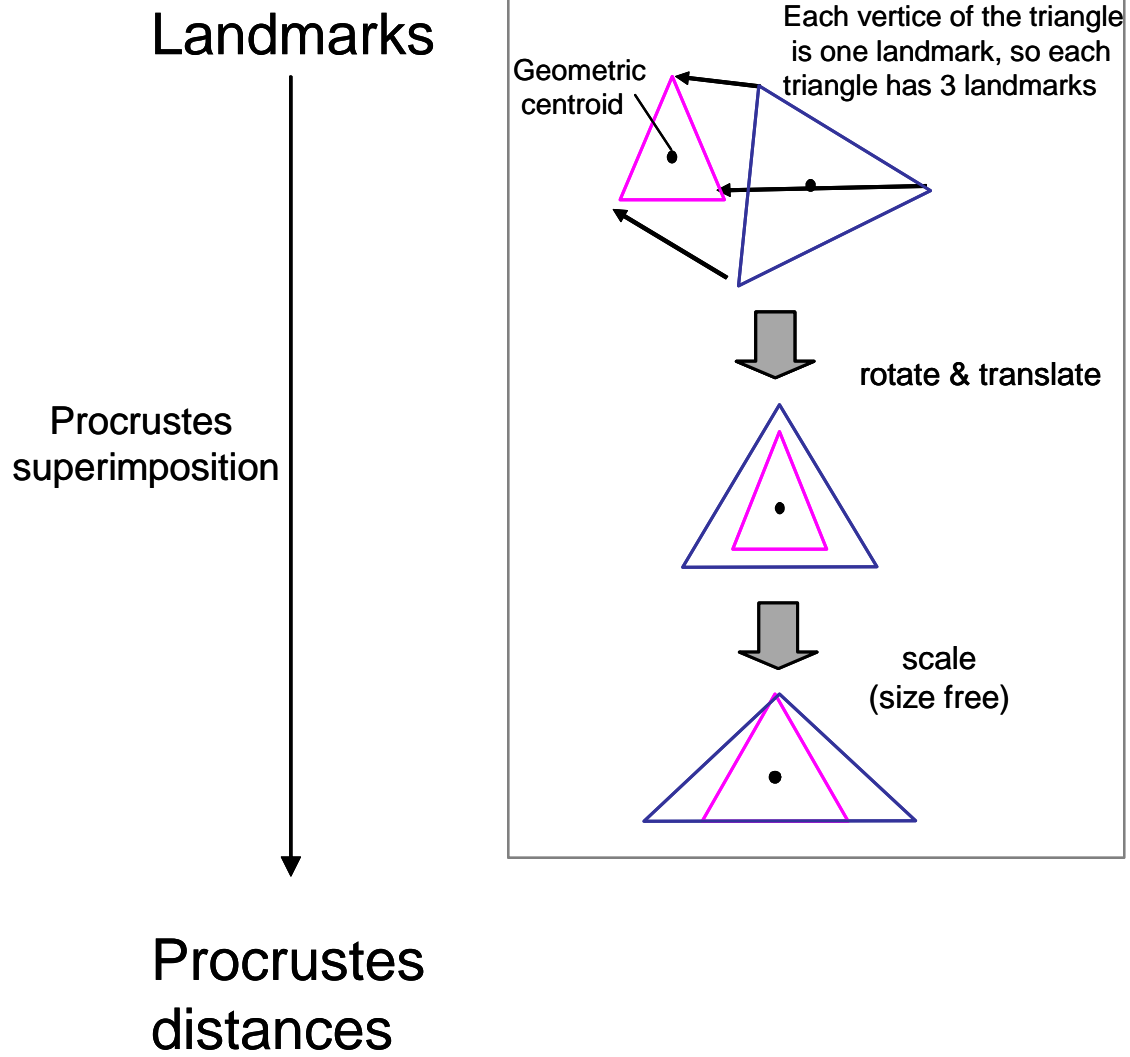 Landmarks
Each vertice of the triangle
is one landmark, so each
triangle has 3 landmarks
Geometric
centroid
rotate & translate
Procrustes
superimposition
scale
(size free)
Procrustes
distances